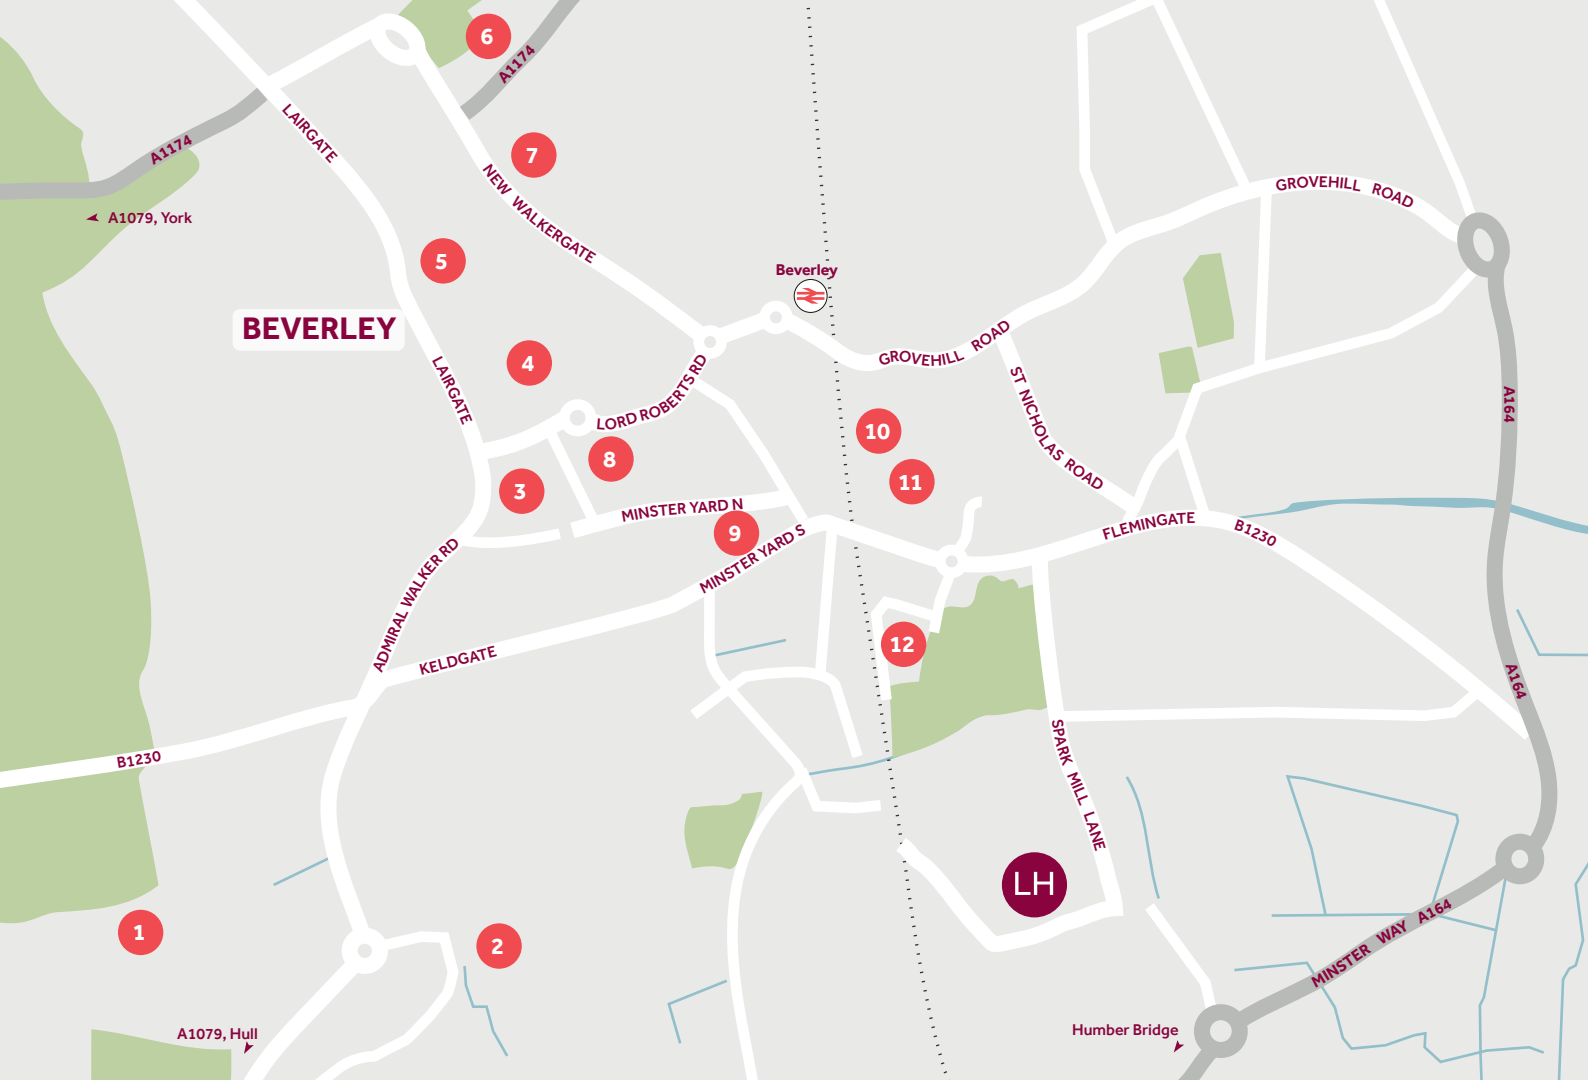 6
A1174
LAIRGATE
A1174
7
NEW WALKERGATE
GROVEHILL ROAD
A1079, York
5
Beverley
BEVERLEY
GROVEHILL ROAD
4
LAIRGATE
LORD ROBERTS RD
ST NICHOLAS ROAD
A164
10
8
11
3
MINSTER YARD N
9
MINSTER YARD S
FLEMINGATE
B1230
ADMIRAL WALKER RD
12
KELDGATE
A164
B1230
SPARK MILL LANE
LH
1
2
MINSTER WAY A164
A1079, Hull
Humber Bridge